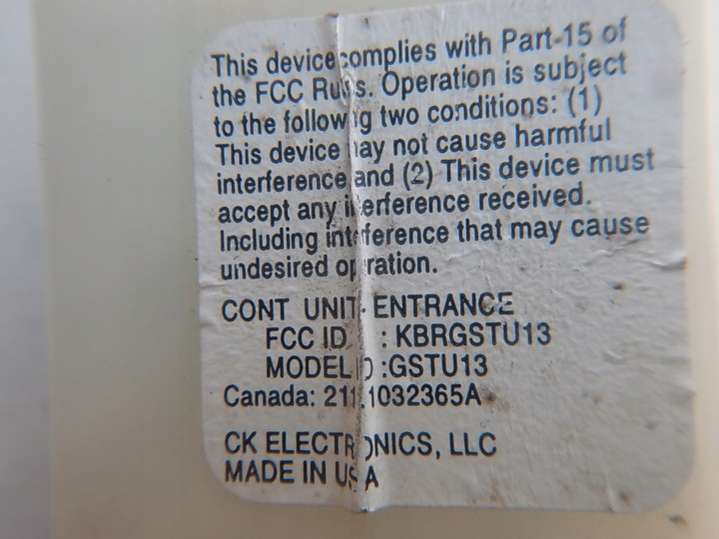 This device complies with Part-15 of
the FCC Rules. Operation is subject
to the following two conditions: (1)
This device may not cause harmful
interference and (2) This device must
accept any interference received.
Including interference that may cause
undesired operation.
CONT UNIT- ENTRANCE
FCC ID : KBRGSTU13
MODEL :GSTU13
Canada:
CK ELECTRONICS, LLC
MADE IN USA